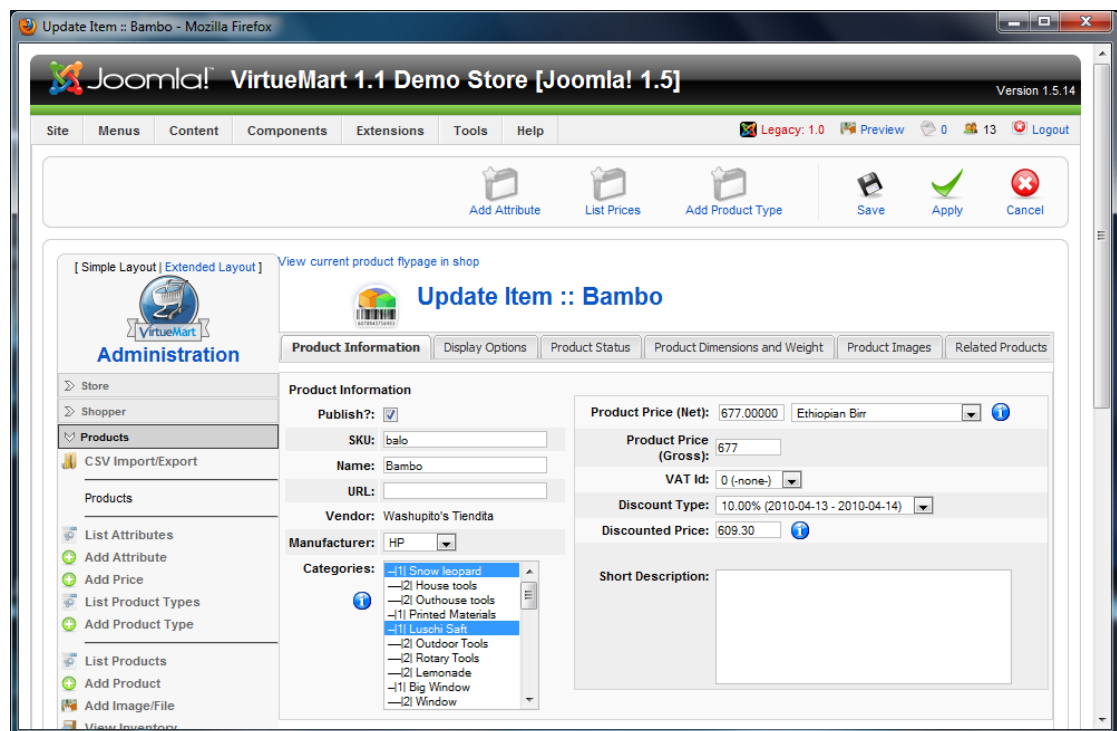 Update Item :: Bambo - Mozilla Firefox
Joomla! VirtueMart 1.1 Demo Store [Joomla! 1.5]
Version 1.5.14
Site Menus Content Components Extensions Tools Help Legacy: 1.0 Preview 0 13 Logout
Add Attribute List Prices Add Product Type Save Apply Cancel
[ Simple Layout | Extended Layout ]
VirtueMart
Administration
Store
Shopper
Products
CSV Import/Export
Products
List Attributes
Add Attribute
Add Price
List Product Types
Add Product Type
List Products
Add Product
Add Image/File
View Inventory
View current product flypage in shop
Update Item :: Bambo
Product Information Display Options Product Status Product Dimensions and Weight Product Images Related Products
Product Information
Publish?:
SKU: balo
Name: Bambo
URL:
Vendor: Washupito's Tiendita
Manufacturer: HP
Categories:
–|1| Snow leopard
––|2| House tools
––|2| Outhouse tools
–|1| Printed Materials
–|1| Luschi Saft
––|2| Outdoor Tools
––|2| Rotary Tools
––|2| Lemonade
–|1| Big Window
––|2| Window
Product Price (Net): 677.00000 Ethiopian Birr
Product Price
(Gross): 677
VAT Id: 0 (-none-)
Discount Type: 10.00% (2010-04-13 - 2010-04-14)
Discounted Price: 609.30
Short Description: